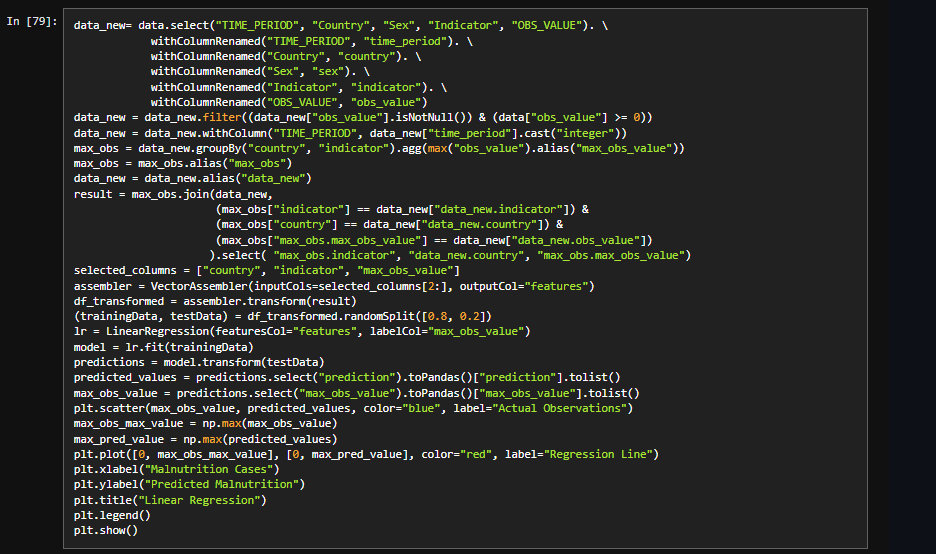 In [79]:
data_new= data.select("TIME_PERIOD", "Country", "Sex", "Indicator", "OBS_VALUE"). \
            withColumnRenamed("TIME_PERIOD", "time_period"). \
            withColumnRenamed("Country", "country"). \
            withColumnRenamed("Sex", "sex"). \
            withColumnRenamed("Indicator", "indicator"). \
            withColumnRenamed("OBS_VALUE", "obs_value")
data_new = data_new.filter((data_new["obs_value"].isNotNull()) & (data["obs_value"] >= 0))
data_new = data_new.withColumn("TIME_PERIOD", data_new["time_period"].cast("integer"))
max_obs = data_new.groupBy("country", "indicator").agg(max("obs_value").alias("max_obs_value"))
max_obs = max_obs.alias("max_obs")
data_new = data_new.alias("data_new")
result = max_obs.join(data_new,
                      (max_obs["indicator"] == data_new["data_new.indicator"]) &
                      (max_obs["country"] == data_new["data_new.country"]) &
                      (max_obs["max_obs.max_obs_value"] == data_new["data_new.obs_value"])
                     ).select( "max_obs.indicator", "data_new.country", "max_obs.max_obs_value")
selected_columns = ["country", "indicator", "max_obs_value"]
assembler = VectorAssembler(inputCols=selected_columns[2:], outputCol="features")
df_transformed = assembler.transform(result)
(trainingData, testData) = df_transformed.randomSplit([0.8, 0.2])
lr = LinearRegression(featuresCol="features", labelCol="max_obs_value")
model = lr.fit(trainingData)
predictions = model.transform(testData)
predicted_values = predictions.select("prediction").toPandas()["prediction"].tolist()
max_obs_value = predictions.select("max_obs_value").toPandas()["max_obs_value"].tolist()
plt.scatter(max_obs_value, predicted_values, color="blue", label="Actual Observations")
max_obs_max_value = np.max(max_obs_value)
max_pred_value = np.max(predicted_values)
plt.plot([0, max_obs_max_value], [0, max_pred_value], color="red", label="Regression Line")
plt.xlabel("Malnutrition Cases")
plt.ylabel("Predicted Malnutrition")
plt.title("Linear Regression")
plt.legend()
plt.show()